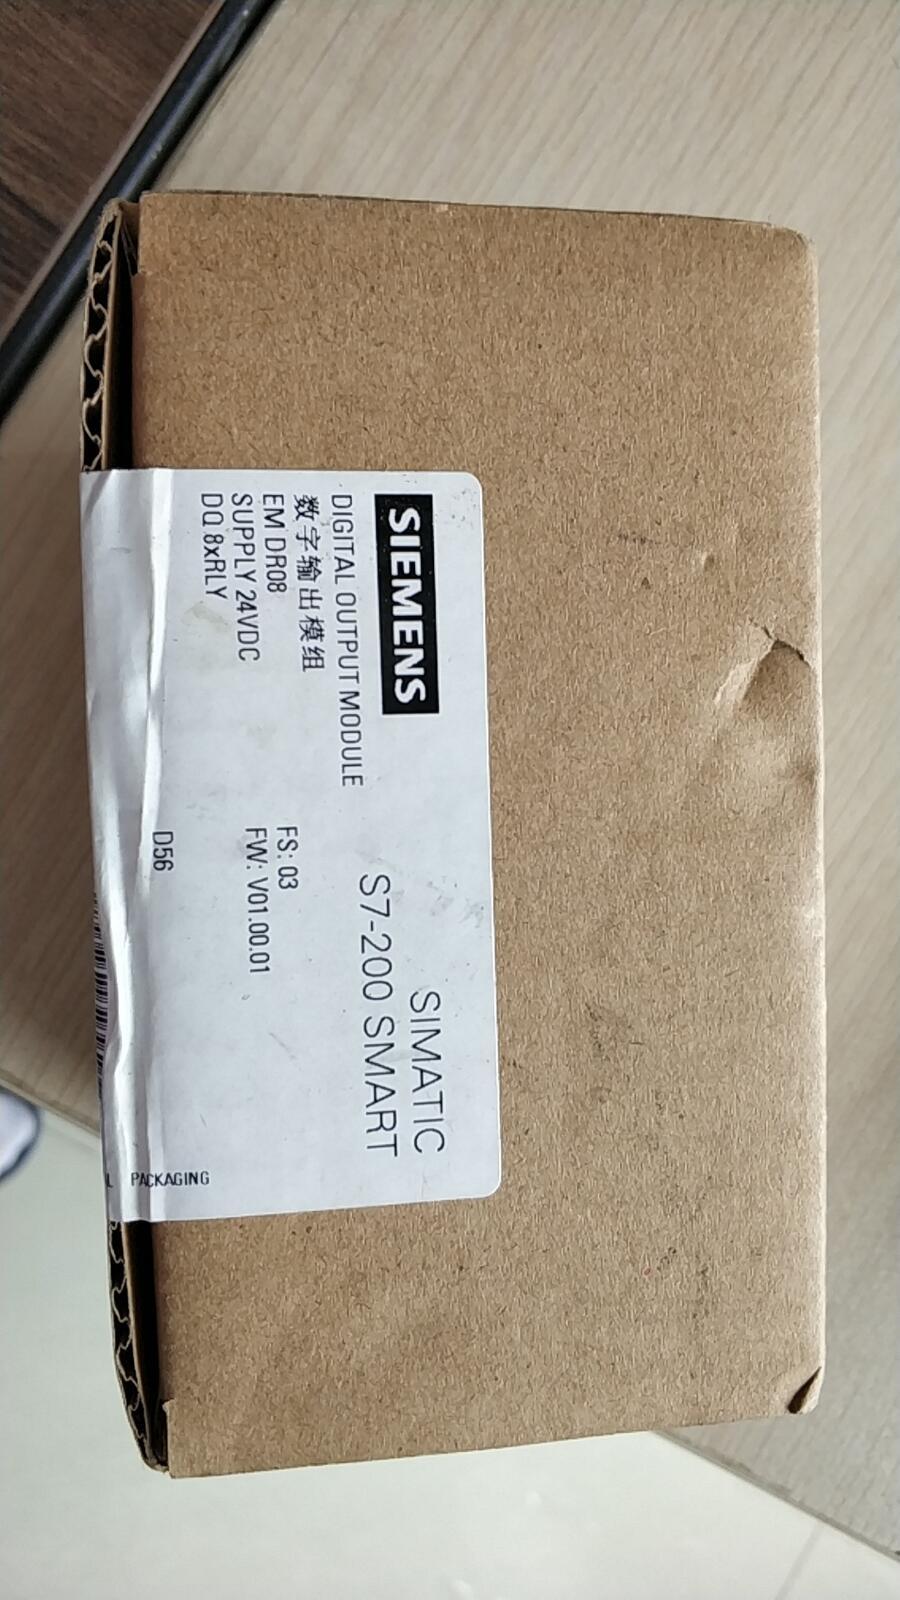 SIEMENS
SIMATIC
S7-200 SMART
DIGITAL OUTPUT MODULE
数字输出模组
EM DR08
SUPPLY 24VDC
DQ 8xRLY
FS: 03
FW: V01.00.01
D56
PACKAGING